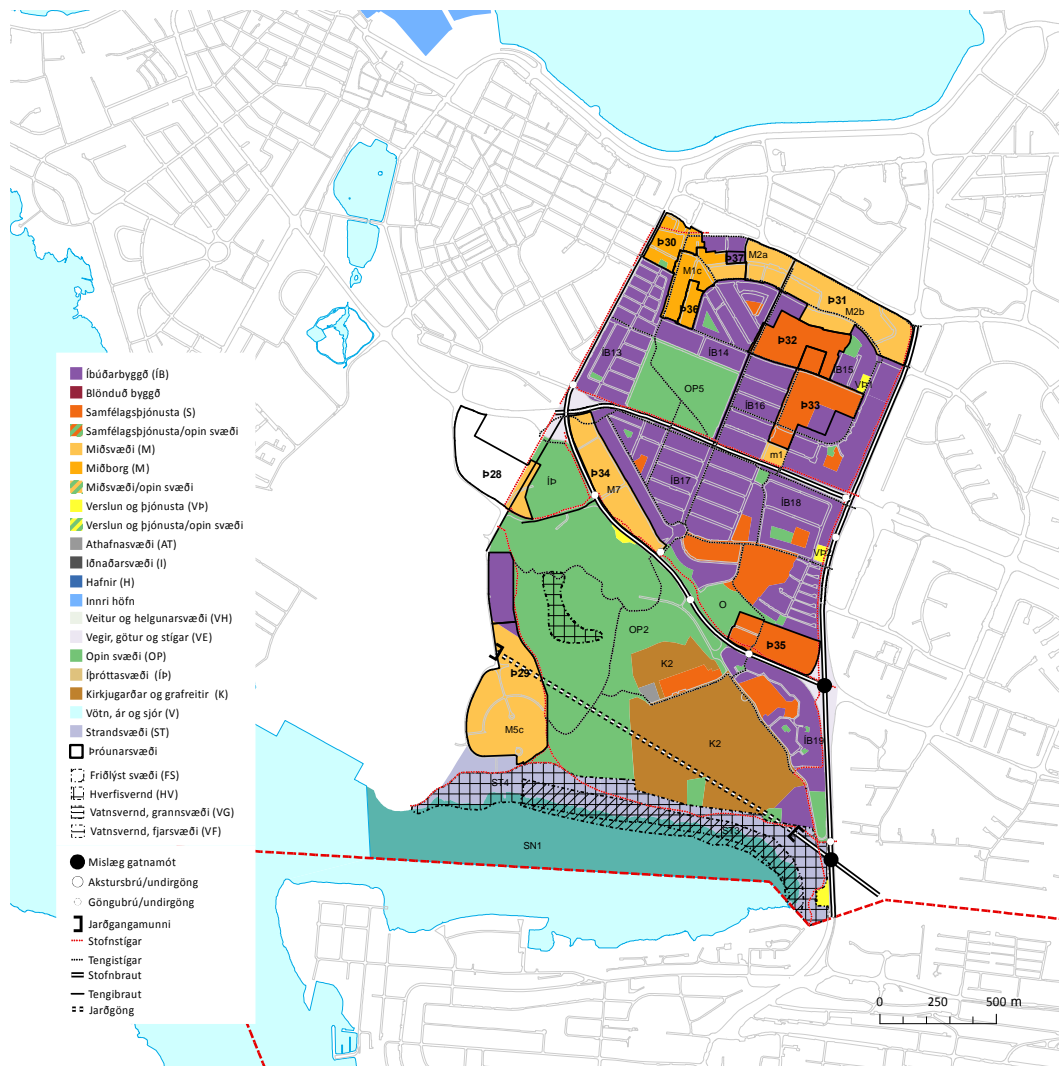 Þ30
Þ37
M2a
M1c
Þ31
M2b
Þ36
Þ32
ÍB13
ÍB14
ÍB15
OP5
VÞ1
ÍB16
Þ33
m1
Þ28
Þ34
ÍÞ
M7
ÍB17
ÍB18
VÞ2
O
OP2
Þ35
K2
Þ29
M5c
K2
ÍB19
ST4
ST3
SN1
Íbúðarbyggð (ÍB)
Blönduð byggð
Samfélagsþjónusta (S)
Samfélagsþjónusta/opin svæði
Miðsvæði (M)
Miðborg (M)
Miðsvæði/opin svæði
Verslun og þjónusta (VÞ)
Verslun og þjónusta/opin svæði
Athafnasvæði (AT)
Iðnaðarsvæði (I)
Hafnir (H)
Innri höfn
Veitur og helgunarsvæði (VH)
Vegir, götur og stígar (VE)
Opin svæði (OP)
Íþróttasvæði (ÍÞ)
Kirkjugarðar og grafreitir (K)
Vötn, ár og sjór (V)
Strandsvæði (ST)
Þróunarsvæði
Friðlýst svæði (FS)
Hverfisvernd (HV)
Vatnsvernd, grannsvæði (VG)
Vatnsvernd, fjarsvæði (VF)
Mislæg gatnamót
Akstursbrú/undirgöng
Göngubrú/undirgöng
Jarðgangamunni
Stofnstígar
Tengistígar
Stofnbraut
Tengibraut
Jarðgöng
0 250 500 m